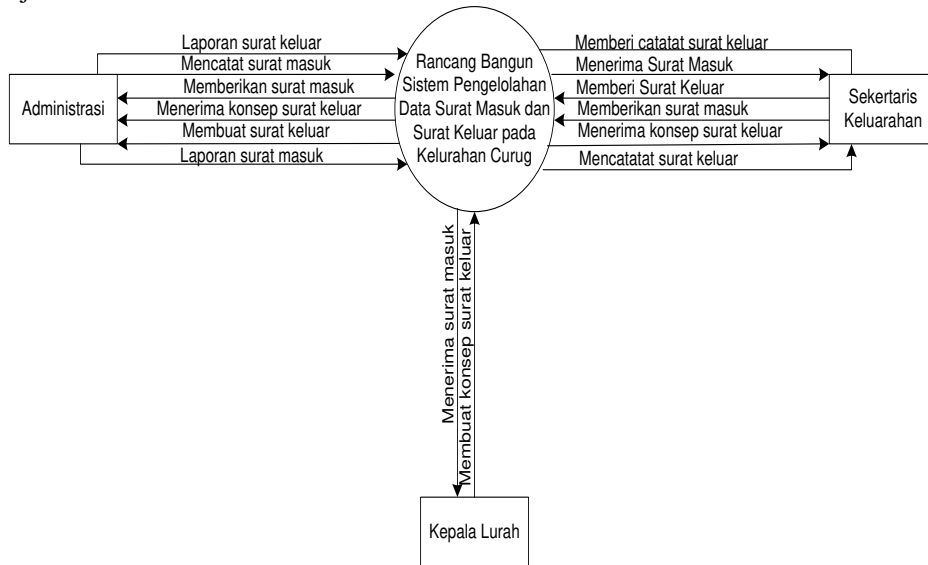 Laporan surat keluar
Mencatat surat masuk
Memberikan surat masuk
Menerima konsep surat keluar
Membuat surat keluar
Laporan surat masuk
Administrasi
Rancang Bangun
Sistem Pengelolahan
Data Surat Masuk dan
Surat Keluar pada
Kelurahan Curug
Memberi catatat surat keluar
Menerima Surat Masuk
Memberi Surat Keluar
Memberikan surat masuk
Menerima konsep surat keluar
Mencatatat surat keluar
Sekertaris
Keluarahan
Menerima surat masuk
Membuat konsep surat keluar
Kepala Lurah